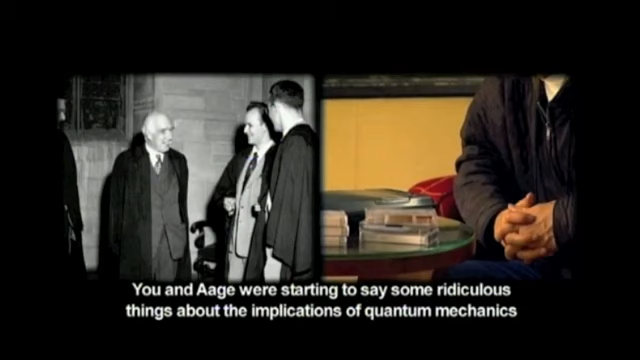 You and Aage were starting to say some ridiculous
things about the implications of quantum mechanics